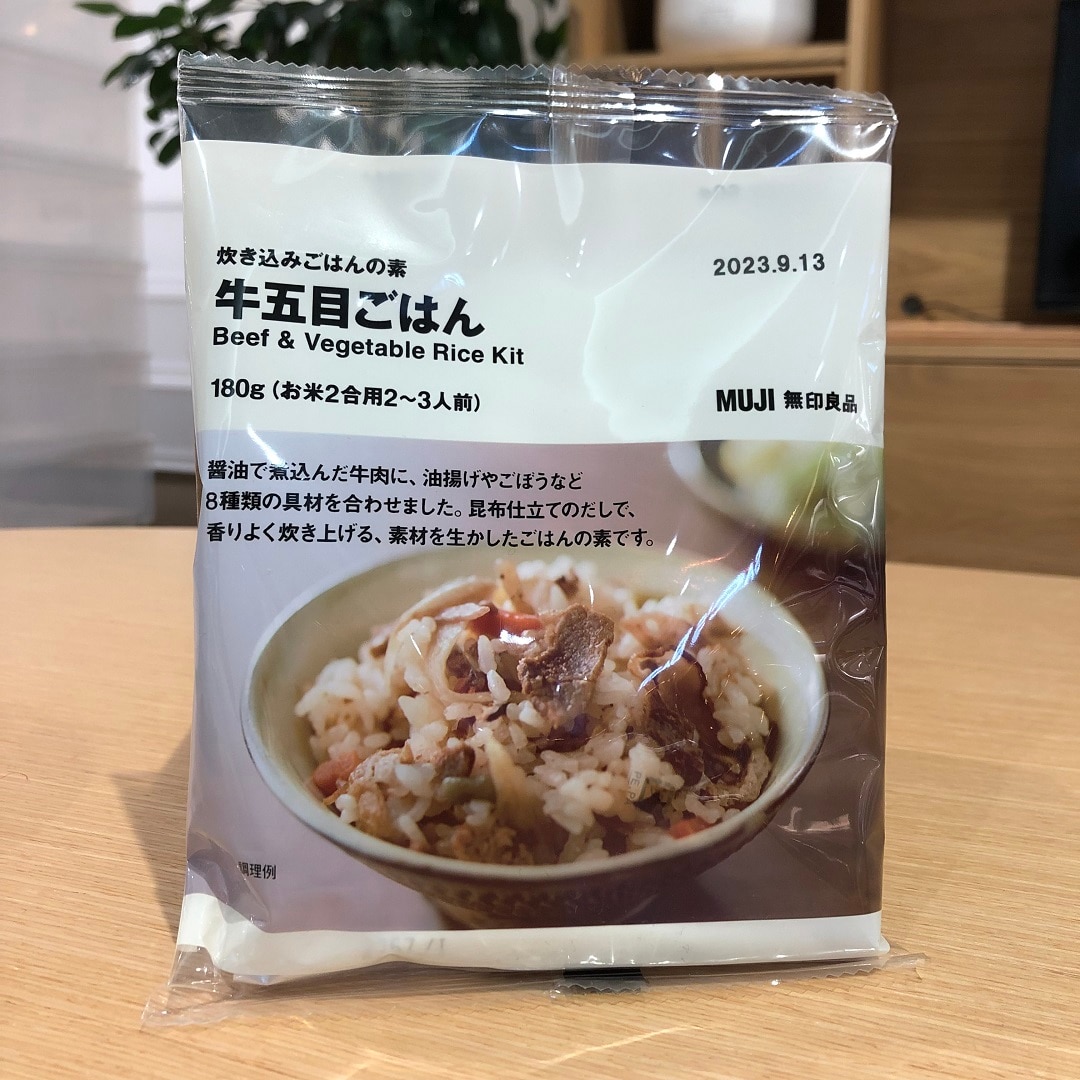 炊き込みごはんの素
2023.9.13
牛五目ごはん
Beef & Vegetable Rice Kit
180g（お米2合用2〜3人前）
MUJI 無印良品
醤油で煮込んだ牛肉に、油揚げやごぼうなど
8種類の具材を合わせました。昆布仕立てのだしで、
香りよく炊き上げる、素材を生かしたごはんの素です。
調理例